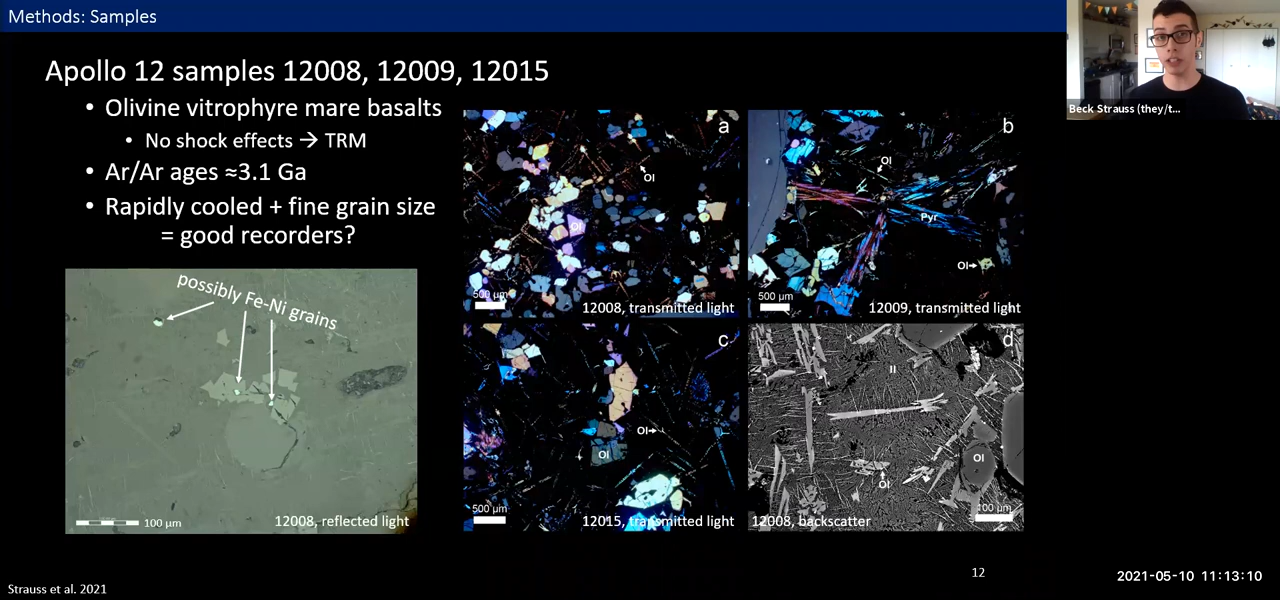 Methods: Samples
Apollo 12 samples 12008, 12009, 12015
• Olivine vitrophyre mare basalts
• No shock effects → TRM
• Ar/Ar ages ≈3.1 Ga
• Rapidly cooled + fine grain size
= good recorders?
possibly Fe-Ni grains
100 µm
12008, reflected light
a
Ol
Ol
500 µm
12008, transmitted light
b
Ol
Pyr
Ol→
500 µm
12009, transmitted light
c
Ol→
Ol
500 µm
12015, transmitted light
d
Il
Ol
Ol
12008, backscatter
100 µm
Beck Strauss (they/t...
12
2021-05-10 11:13:10
Strauss et al. 2021